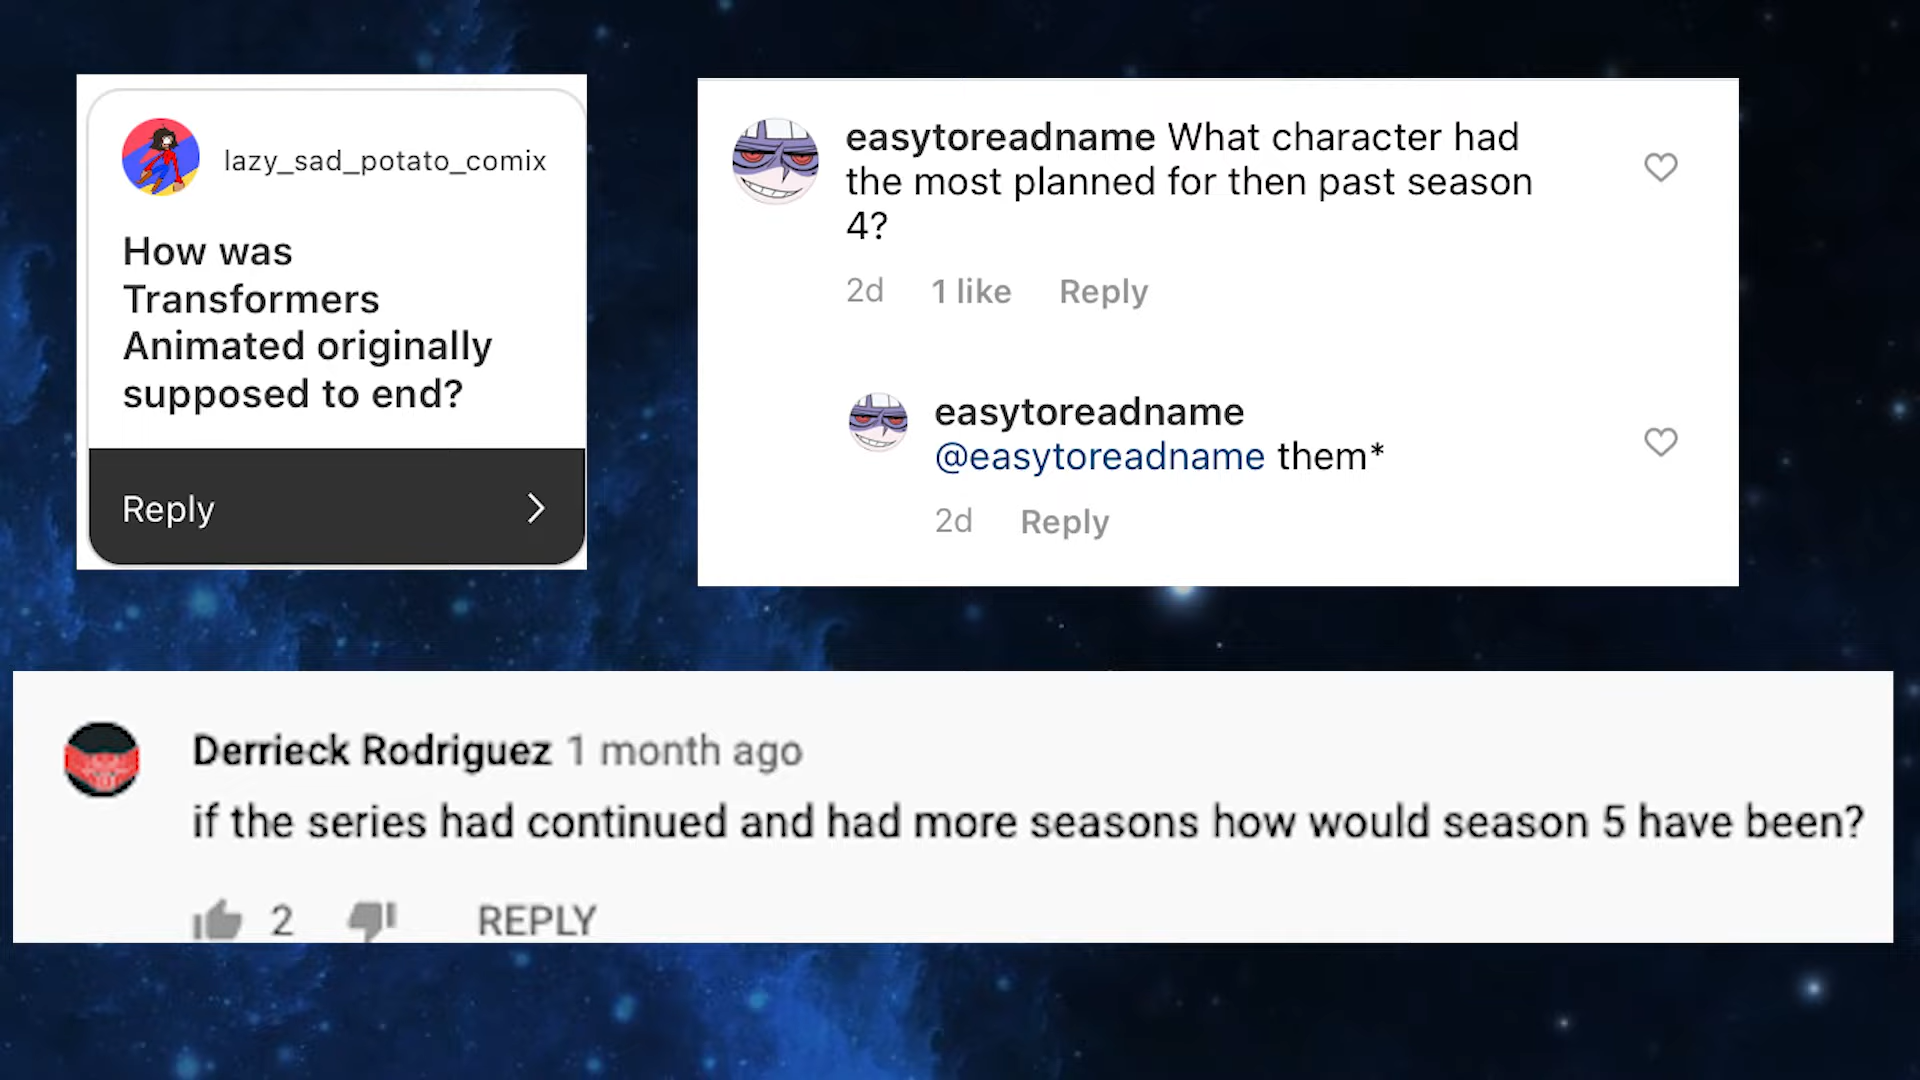 lazy_sad_potato_comix
How was
Transformers
Animated originally
supposed to end?
Reply
easytoreadname What character had
the most planned for then past season
4?
2d 1 like Reply
easytoreadname
@easytoreadname them*
2d Reply
Derrieck Rodriguez 1 month ago
if the series had continued and had more seasons how would season 5 have been?
2 REPLY